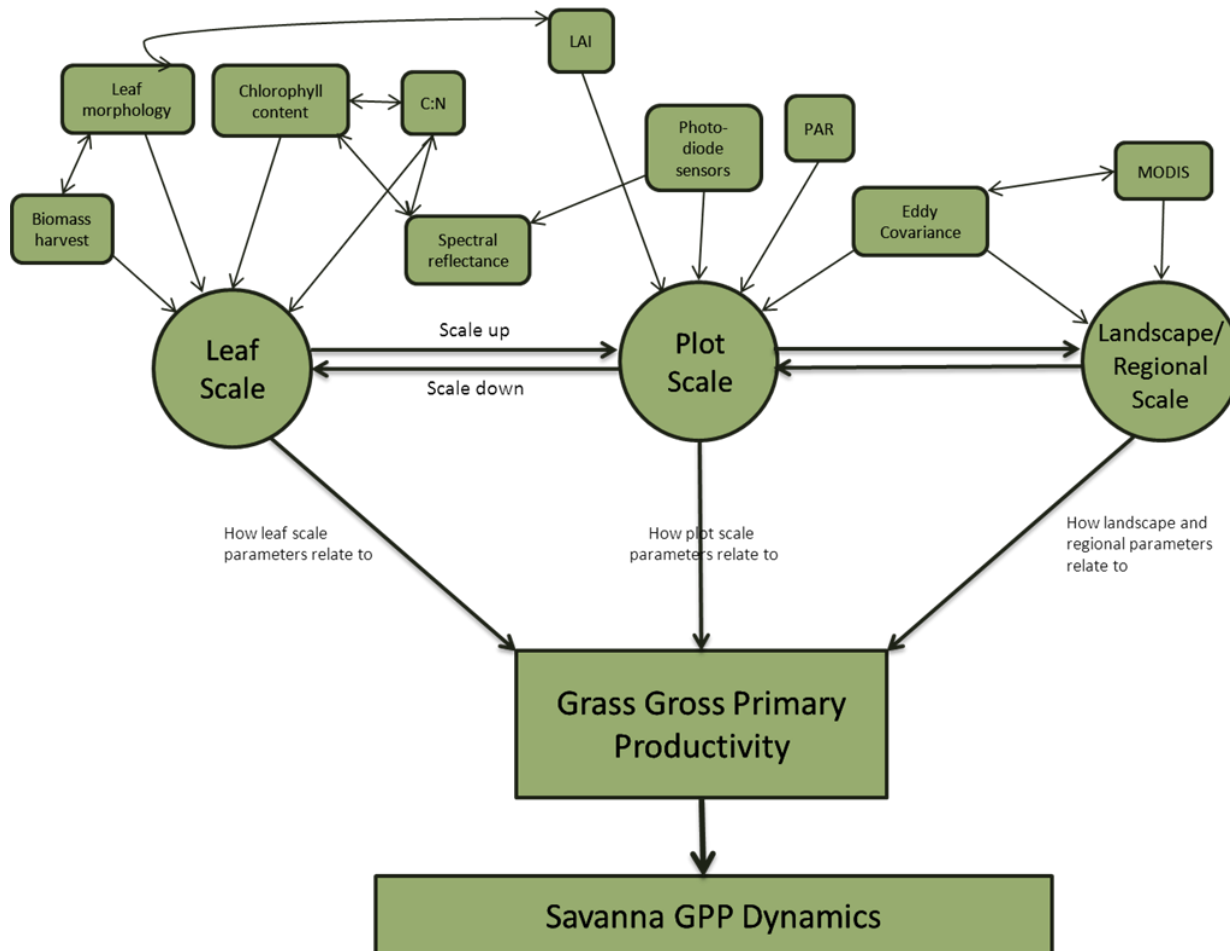 LAI
Leaf
morphology
Chlorophyll
content
C:N
Photo-
diode
sensors
PAR
MODIS
Biomass
harvest
Spectral
reflectance
Eddy
Covariance
Leaf
Scale
Scale up
Scale down
Plot
Scale
Landscape/
Regional
Scale
How leaf scale
parameters relate to
How plot scale
parameters relate to
How landscape and
regional parameters
relate to
Grass Gross Primary
Productivity
Savanna GPP Dynamics